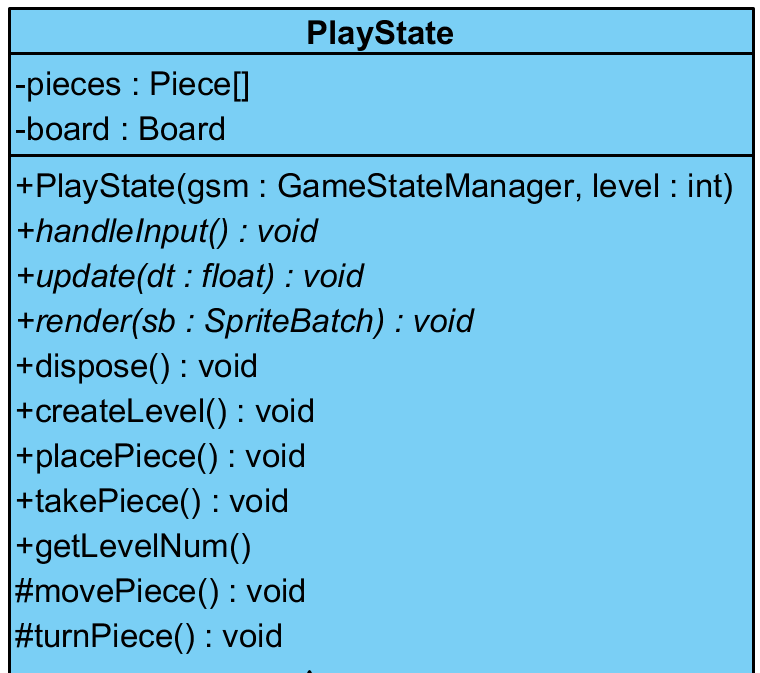 PlayState
-pieces : Piece[]
-board : Board
+PlayState(gsm : GameStateManager, level : int)
+handleInput() : void
+update(dt : float) : void
+render(sb : SpriteBatch) : void
+dispose() : void
+createLevel() : void
+placePiece() : void
+takePiece() : void
+getLevelNum()
#movePiece() : void
#turnPiece() : void